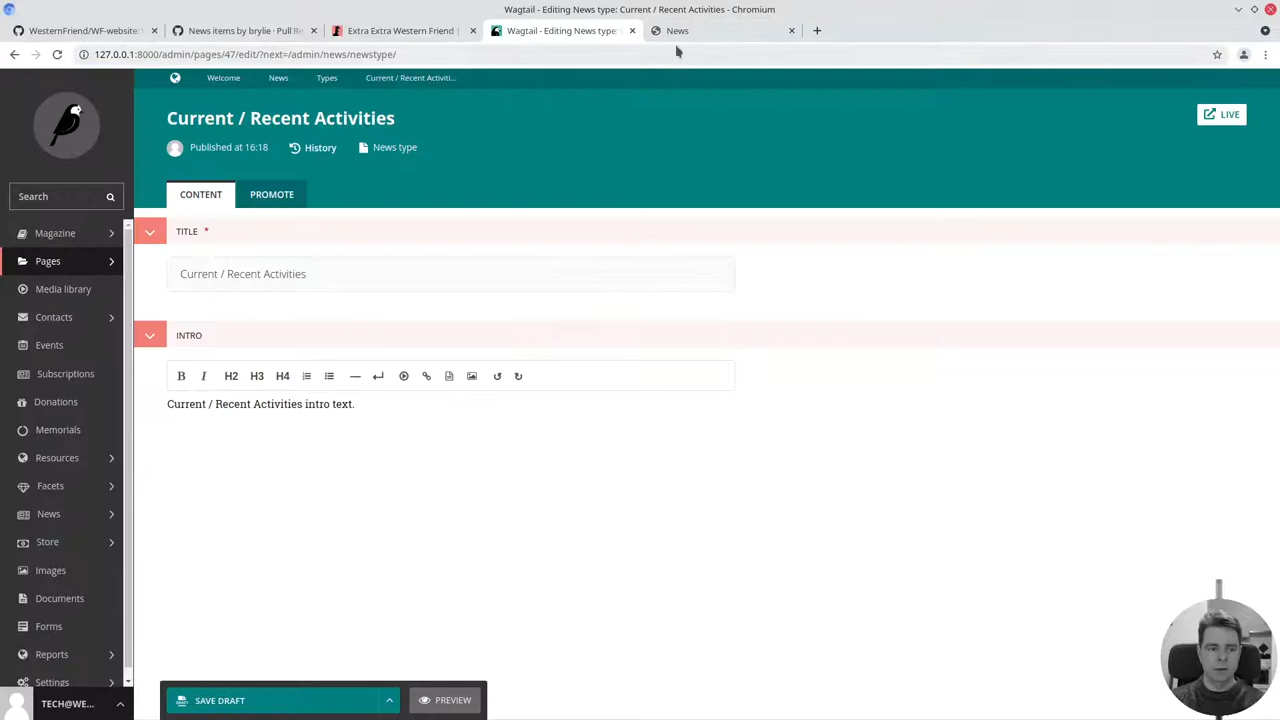 Wagtail - Editing News type: Current / Recent Activities - Chromium
WesternFriend/WF-website: W
News items by brylie · Pull Re
Extra Extra Western Friend |
Wagtail - Editing News type:
News
127.0.0.1:8000/admin/pages/47/edit/?next=/admin/news/newstype/
Welcome
News
Types
Current / Recent Activiti...
Current / Recent Activities
LIVE
Published at 16:18
History
News type
CONTENT
PROMOTE
Search
Magazine
Pages
Media library
Contacts
Events
Subscriptions
Donations
Memorials
Resources
Facets
News
Store
Images
Documents
Forms
Reports
Settings
TECH@WE...
TITLE *
Current / Recent Activities
INTRO
B I H2 H3 H4
Current / Recent Activities intro text.
SAVE DRAFT
PREVIEW